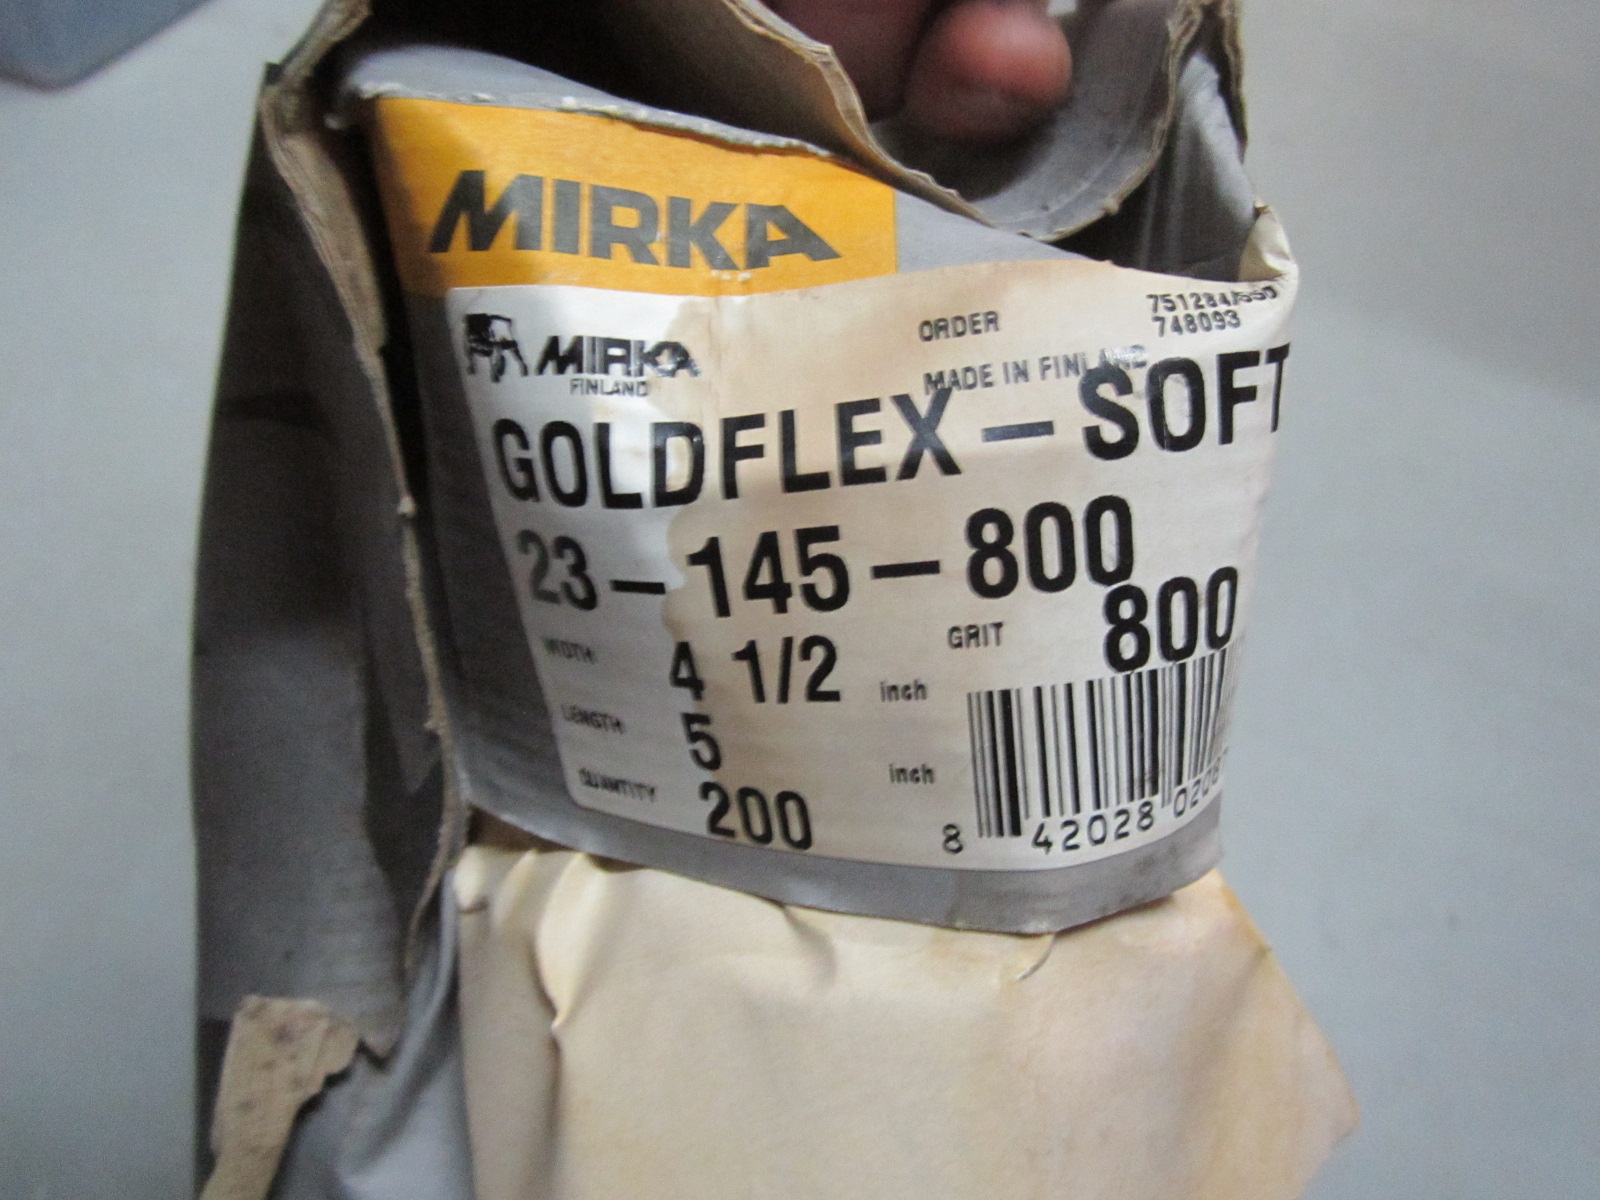 MIRKA
MIRKA
FINLAND
ORDER 748093
MADE IN FINLAND
GOLDFLEX - SOFT
23 - 145 - 800
WIDTH 4 1/2 inch
GRIT 800
LENGTH 5 inch
QUANTITY 200
8 42028